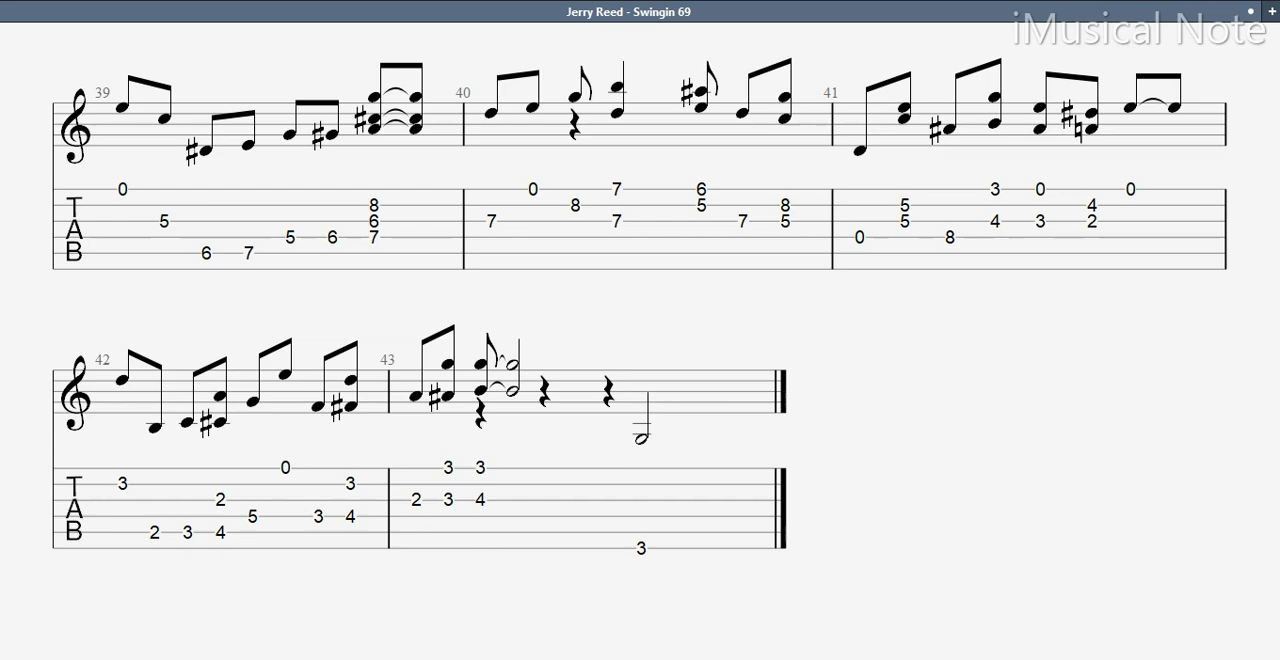 Jerry Reed - Swingin 69
iMusical Note
39 40 41
0 0 7 6 3 0 0
T 8 8 5 8 5 4
A 5 6 7 7 7 5 5 4 3 2
5 6 7 0 8
B 6 7
42 43
0 3 3
T 3 3
2 2 3 4
A 5 3 4
B 2 3 4
3